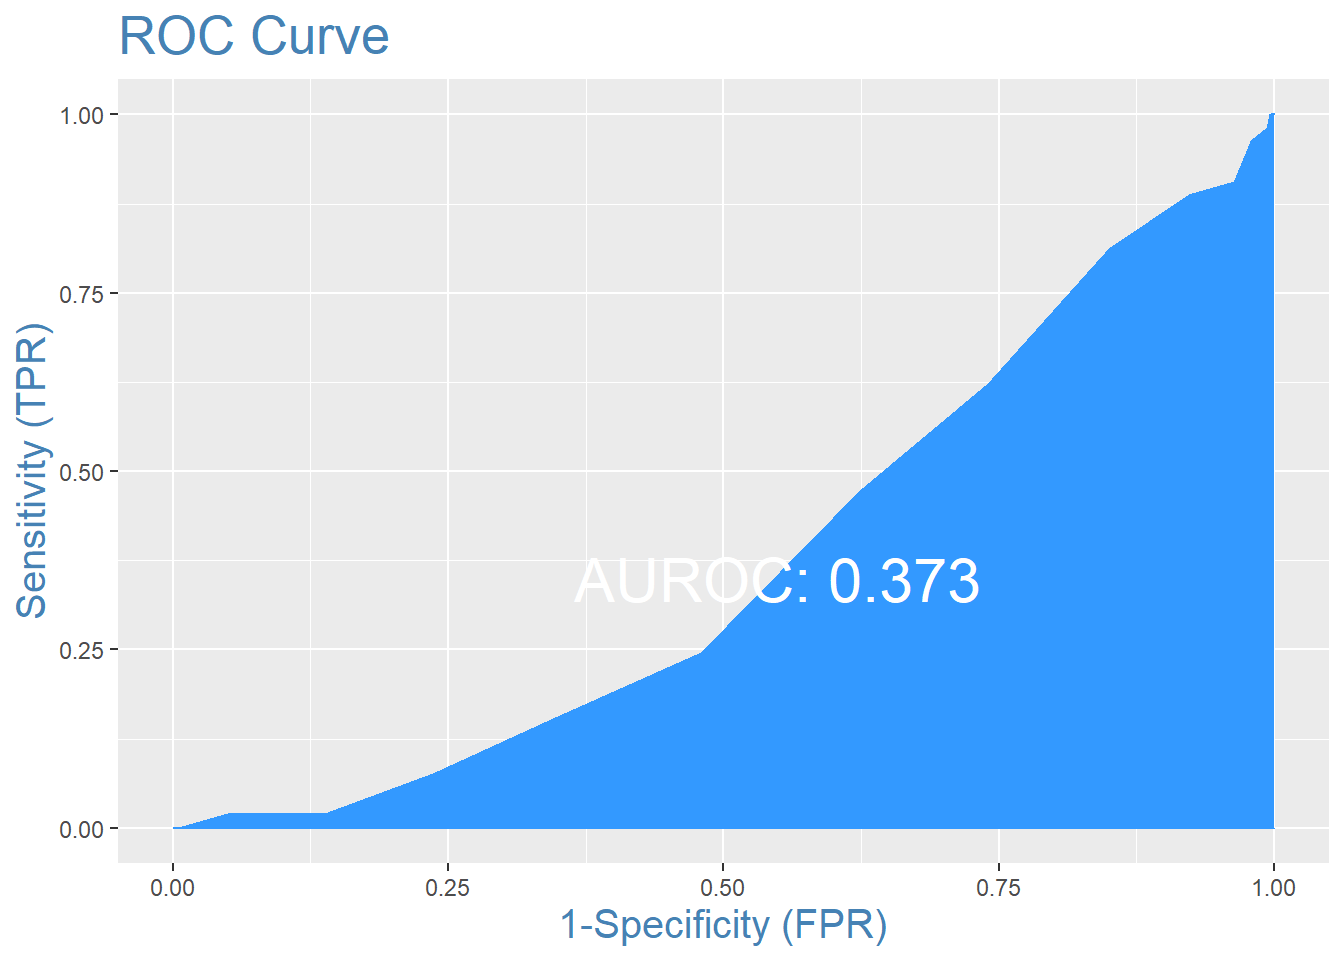 ROC Curve
Sensitivity (TPR)
1.00
0.75
0.50
0.25
0.00
AUROC: 0.373
0.00 0.25 0.50 0.75 1.00
1-Specificity (FPR)